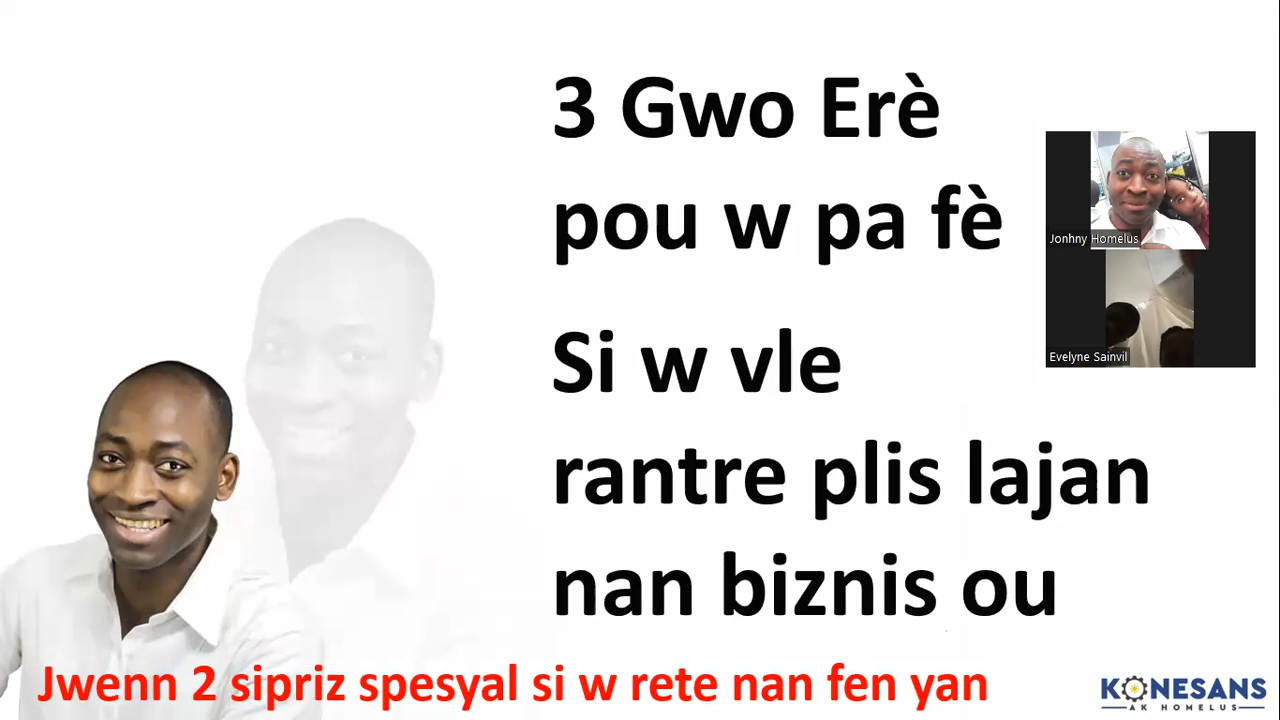 3 Gwo Erè
pou w pa fè
Si w vle
rantre plis lajan
nan biznis ou
Jonhny Homelus
Evelyne Sainvil
Jwenn 2 sipriz spesyal si w rete nan fen yan
KONESANS
AK HOMELUS